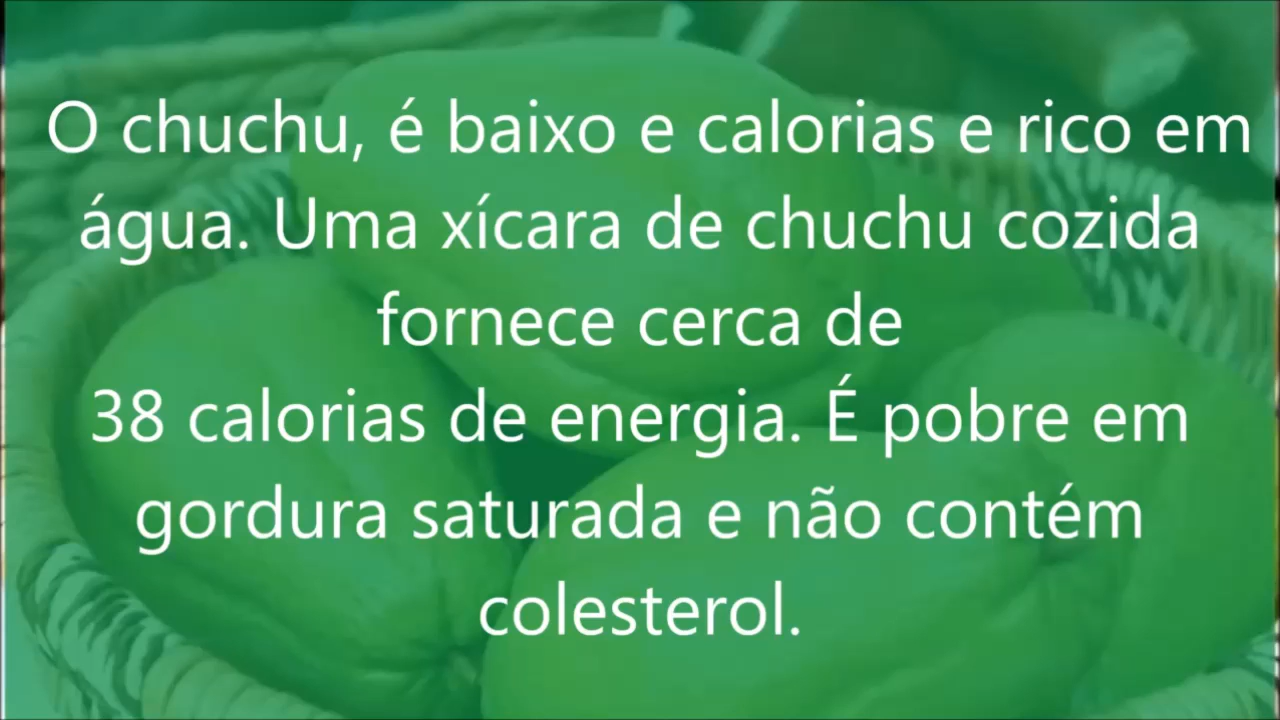 O chuchu, é baixo e calorias e rico em
água. Uma xícara de chuchu cozida
fornece cerca de
38 calorias de energia. É pobre em
gordura saturada e não contém
colesterol.